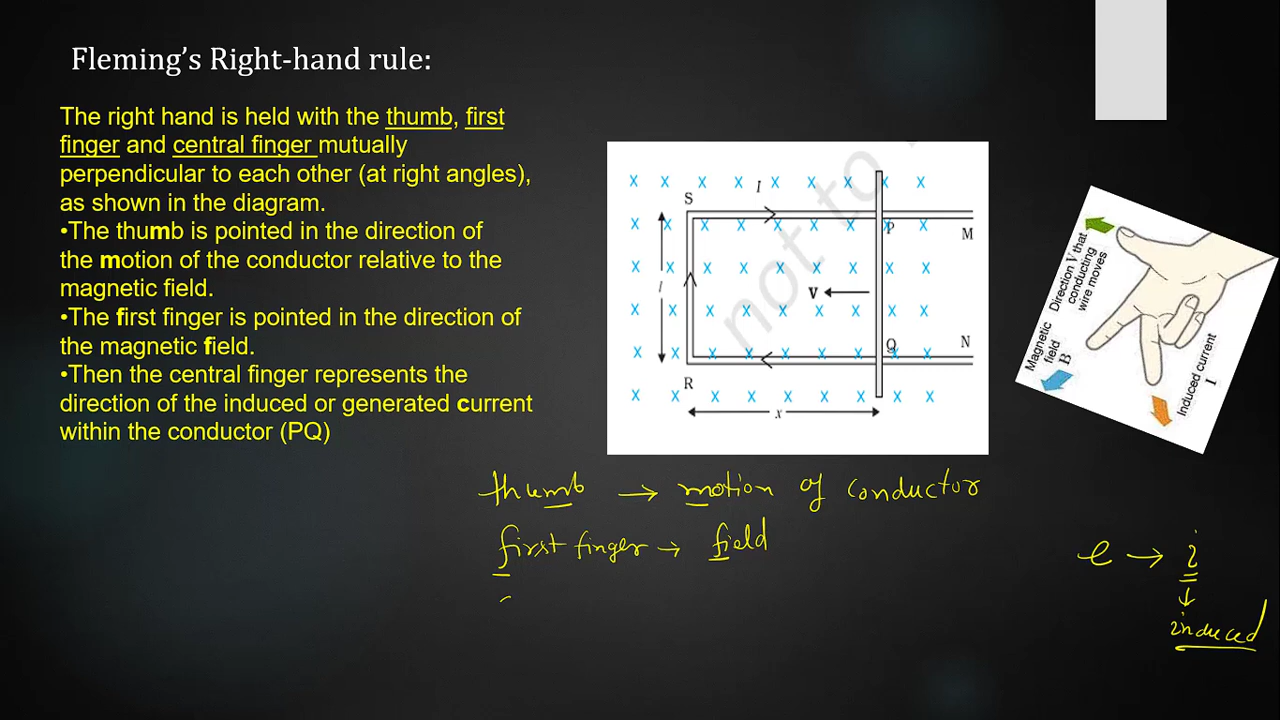 Fleming's Right-hand rule:
The right hand is held with the thumb, first
finger and central finger mutually
perpendicular to each other (at right angles),
as shown in the diagram.
•The thumb is pointed in the direction of
the motion of the conductor relative to the
magnetic field.
•The first finger is pointed in the direction of
the magnetic field.
•Then the central finger represents the
direction of the induced or generated current
within the conductor (PQ)
not to
x x x x I x x x x x
S
x x x x x x x x x
P
M
x x x x x x x x x
l
V
x x x x x x x x x
Q
N
x x x x x x x x x
R
x x x x x x x x x
x
Direction V that
conducting
wire moves
Magnetic
field
B
Induced current
I
thumb → motion of conductor
first finger → field
e → i
↓
induced